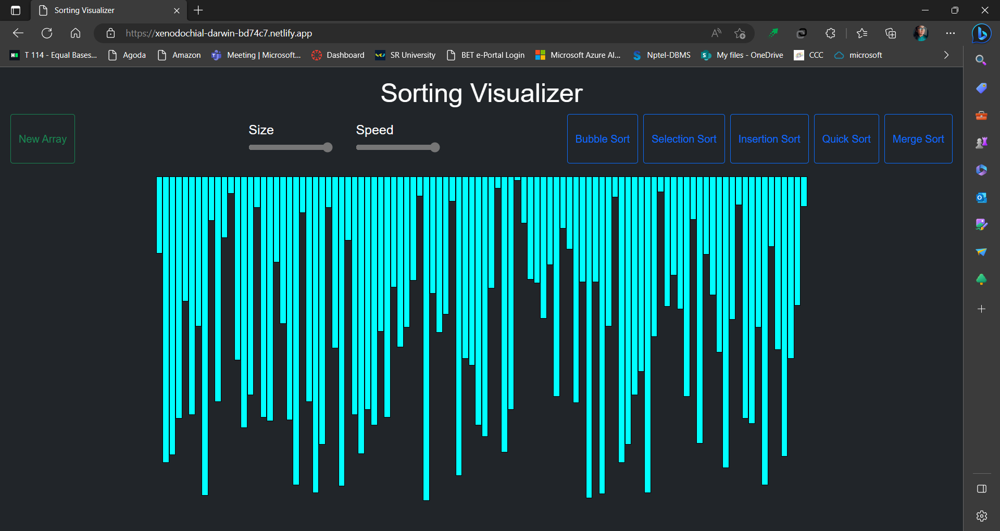 Sorting Visualizer
https://xenodochial-darwin-bd74c7.netlify.app
T 114 - Equal Bases... Agoda Amazon Meeting | Microsoft... Dashboard SR University BET e-Portal Login Microsoft Azure AI... Nptel-DBMS My files - OneDrive CCC microsoft
Sorting Visualizer
New Array
Size Speed
Bubble Sort Selection Sort Insertion Sort Quick Sort Merge Sort